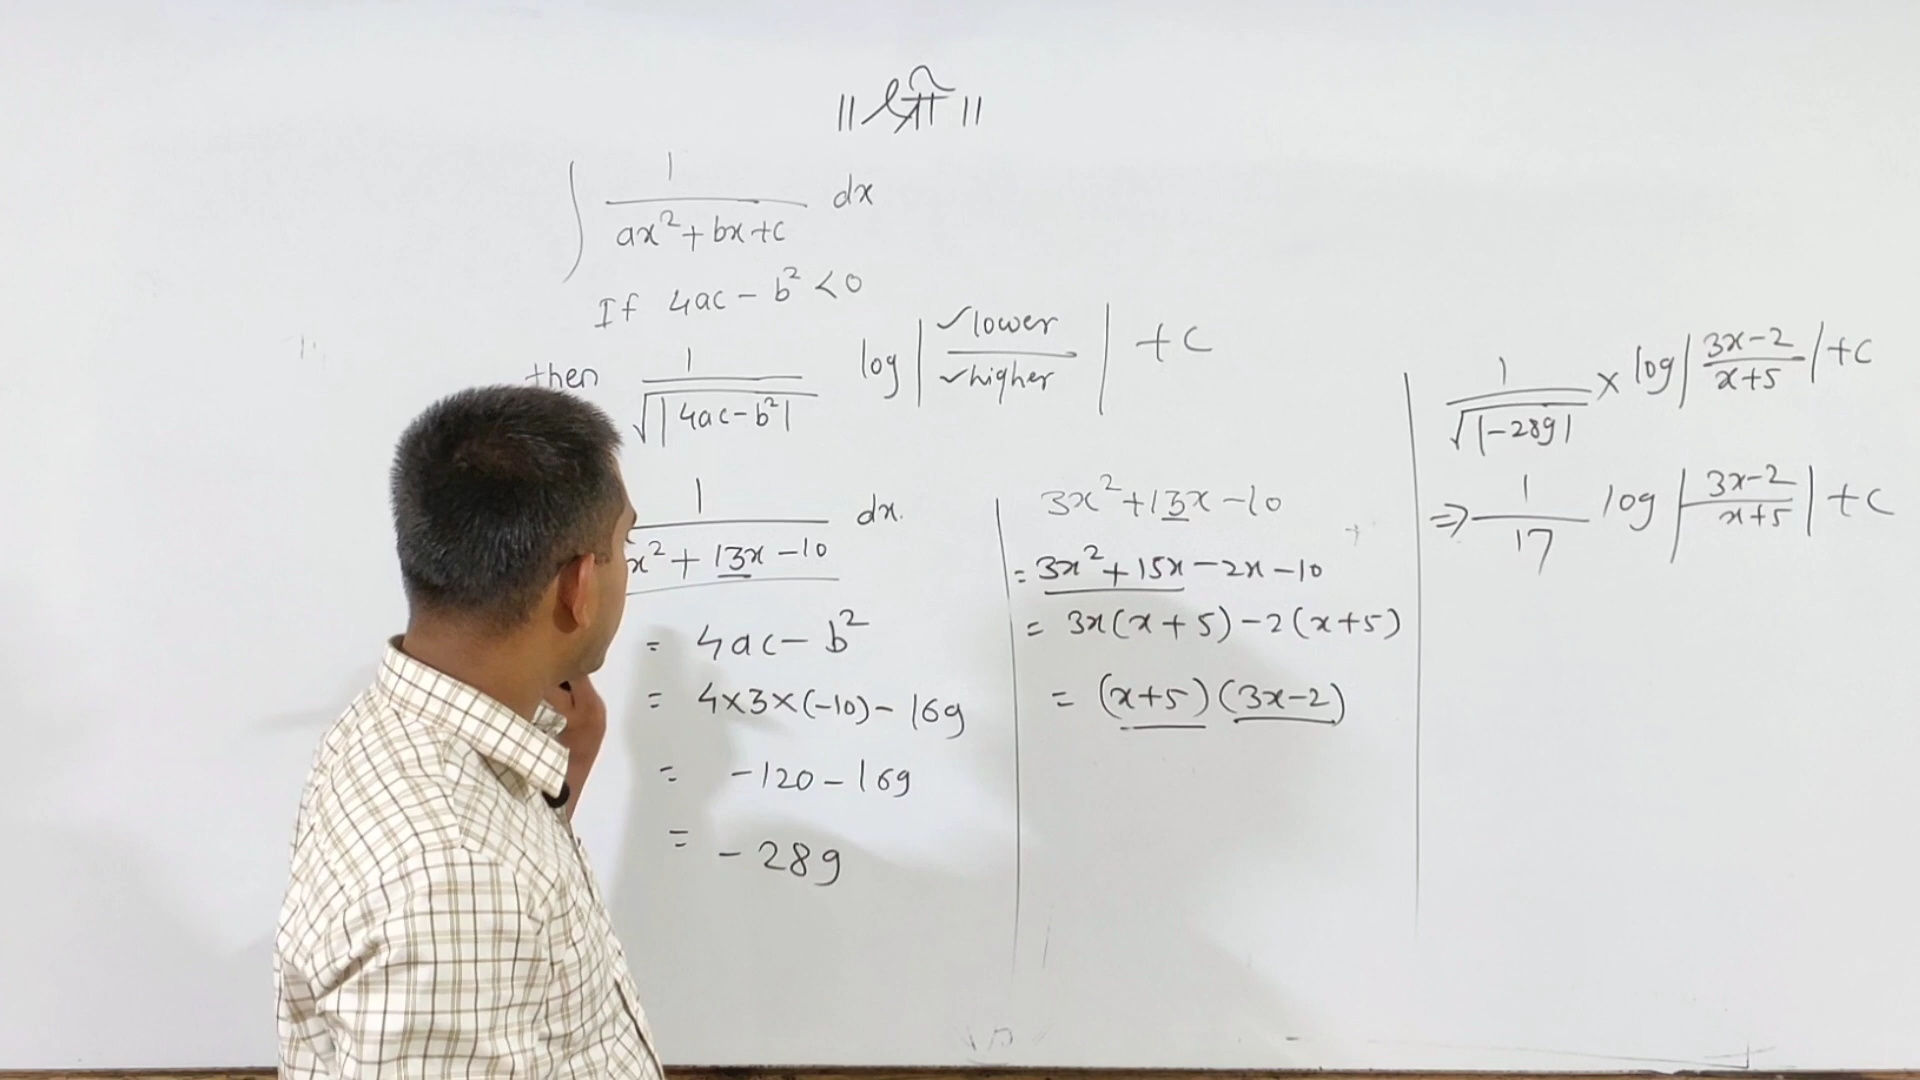 ॥ श्री ॥
∫ 1/(ax² + bx + c) dx
If 4ac - b² < 0
then 1/√|4ac - b²| log | lower / higher | + c
1/(x² + 13x - 10) dx.
= 4ac - b²
= 4×3×(-10) - 169
= -120 - 169
= -289
3x² + 13x - 10
= 3x² + 15x - 2x - 10
= 3x(x + 5) - 2(x + 5)
= (x+5)(3x-2)
1/√|-289| × log | (3x-2)/(x+5) | + c
⇒ 1/17 log | (3x-2)/(x+5) | + c